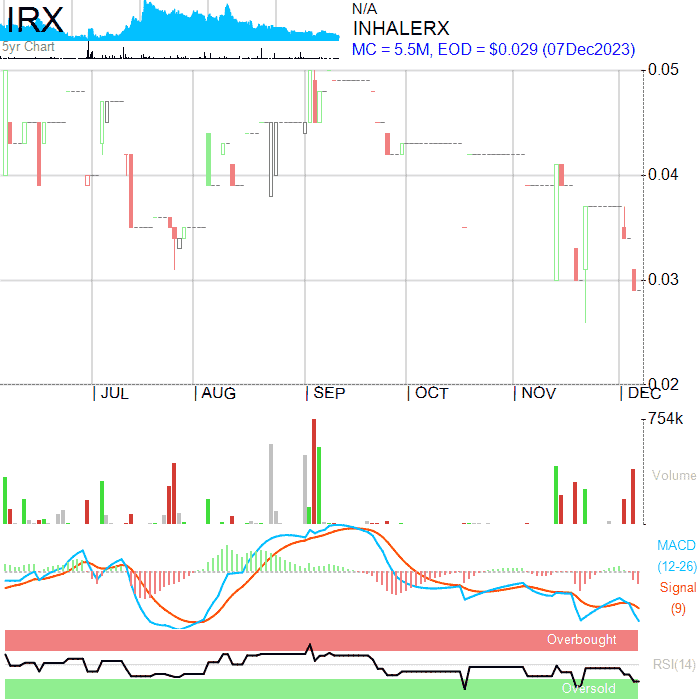 IRX
N/A
INHALERX
5yr Chart
MC = 5.5M, EOD = $0.029 (07Dec2023)
0.05
0.04
0.03
0.02
JUL AUG SEP OCT NOV DEC
754k
Volume
MACD
(12-26)
Signal
(9)
Overbought
RSI(14)
Oversold